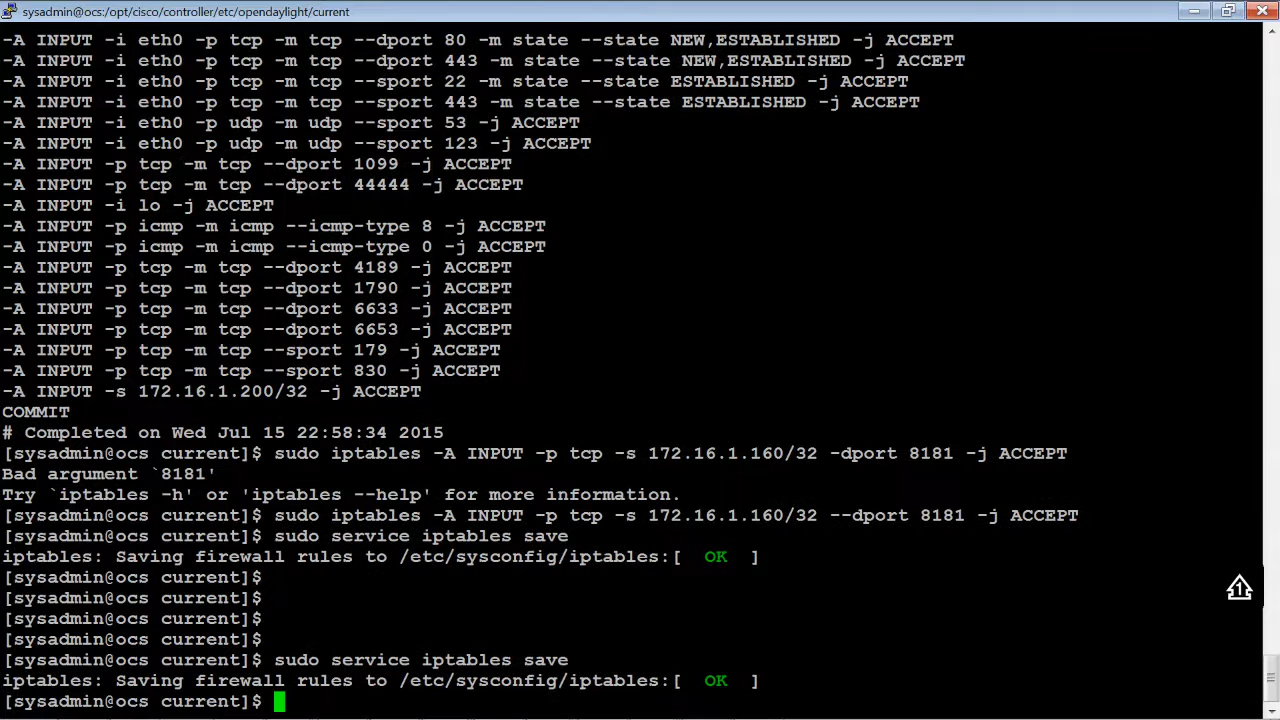 sysadmin@ocs:/opt/cisco/controller/etc/opendaylight/current
-A INPUT -i eth0 -p tcp -m tcp --dport 80 -m state --state NEW,ESTABLISHED -j ACCEPT
-A INPUT -i eth0 -p tcp -m tcp --dport 443 -m state --state NEW,ESTABLISHED -j ACCEPT
-A INPUT -i eth0 -p tcp -m tcp --sport 22 -m state --state ESTABLISHED -j ACCEPT
-A INPUT -i eth0 -p tcp -m tcp --sport 443 -m state --state ESTABLISHED -j ACCEPT
-A INPUT -i eth0 -p udp -m udp --sport 53 -j ACCEPT
-A INPUT -i eth0 -p udp -m udp --sport 123 -j ACCEPT
-A INPUT -p tcp -m tcp --dport 1099 -j ACCEPT
-A INPUT -p tcp -m tcp --dport 44444 -j ACCEPT
-A INPUT -i lo -j ACCEPT
-A INPUT -p icmp -m icmp --icmp-type 8 -j ACCEPT
-A INPUT -p icmp -m icmp --icmp-type 0 -j ACCEPT
-A INPUT -p tcp -m tcp --dport 4189 -j ACCEPT
-A INPUT -p tcp -m tcp --dport 1790 -j ACCEPT
-A INPUT -p tcp -m tcp --dport 6633 -j ACCEPT
-A INPUT -p tcp -m tcp --dport 6653 -j ACCEPT
-A INPUT -p tcp -m tcp --sport 179 -j ACCEPT
-A INPUT -p tcp -m tcp --sport 830 -j ACCEPT
-A INPUT -s 172.16.1.200/32 -j ACCEPT
COMMIT
# Completed on Wed Jul 15 22:58:34 2015
[sysadmin@ocs current]$ sudo iptables -A INPUT -p tcp -s 172.16.1.160/32 -dport 8181 -j ACCEPT
Bad argument `8181'
Try `iptables -h' or 'iptables --help' for more information.
[sysadmin@ocs current]$ sudo iptables -A INPUT -p tcp -s 172.16.1.160/32 --dport 8181 -j ACCEPT
[sysadmin@ocs current]$ sudo service iptables save
iptables: Saving firewall rules to /etc/sysconfig/iptables:[  OK  ]
[sysadmin@ocs current]$
[sysadmin@ocs current]$
[sysadmin@ocs current]$
[sysadmin@ocs current]$
[sysadmin@ocs current]$ sudo service iptables save
iptables: Saving firewall rules to /etc/sysconfig/iptables:[  OK  ]
[sysadmin@ocs current]$
1